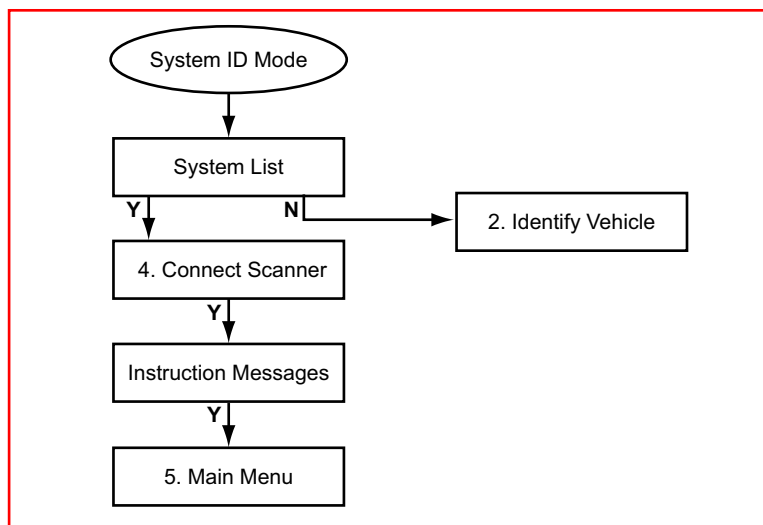 System ID Mode
System List
Y
N
2. Identify Vehicle
4. Connect Scanner
Y
Instruction Messages
Y
5. Main Menu